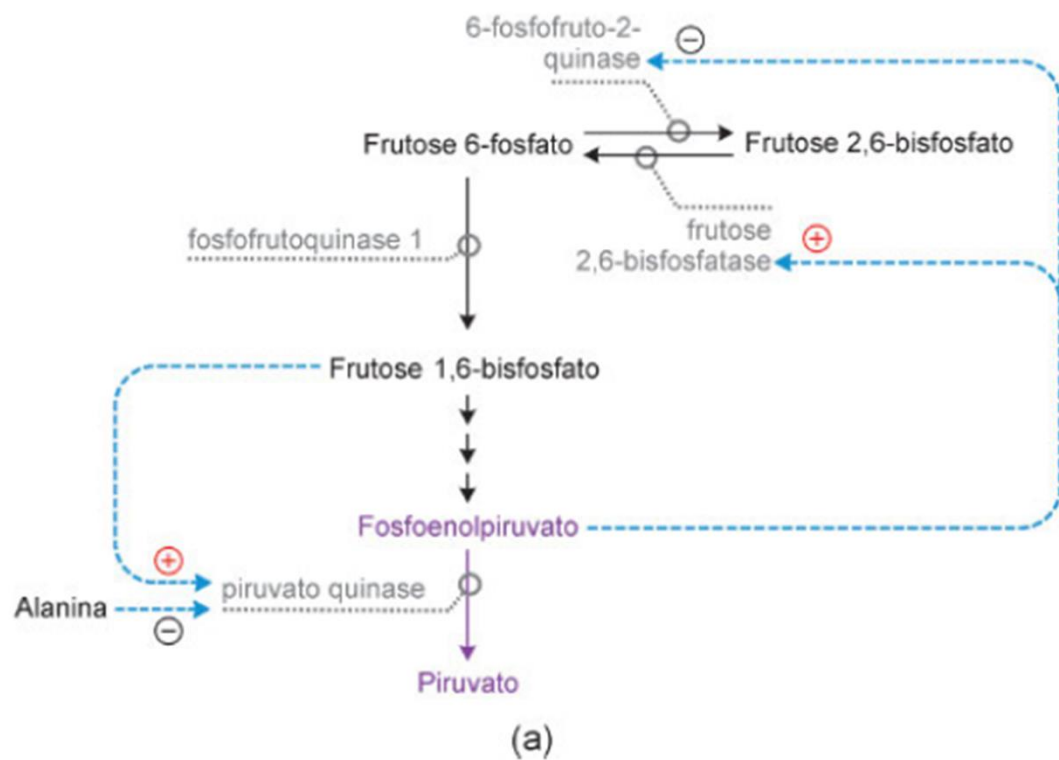 6-fosfofruto-2-
quinase
Frutose 6-fosfato
Frutose 2,6-bisfosfato
fosfofrutoquinase 1
frutose
2,6-bisfosfatase
Frutose 1,6-bisfosfato
Fosfoenolpiruvato
piruvato quinase
Alanina
Piruvato
(a)